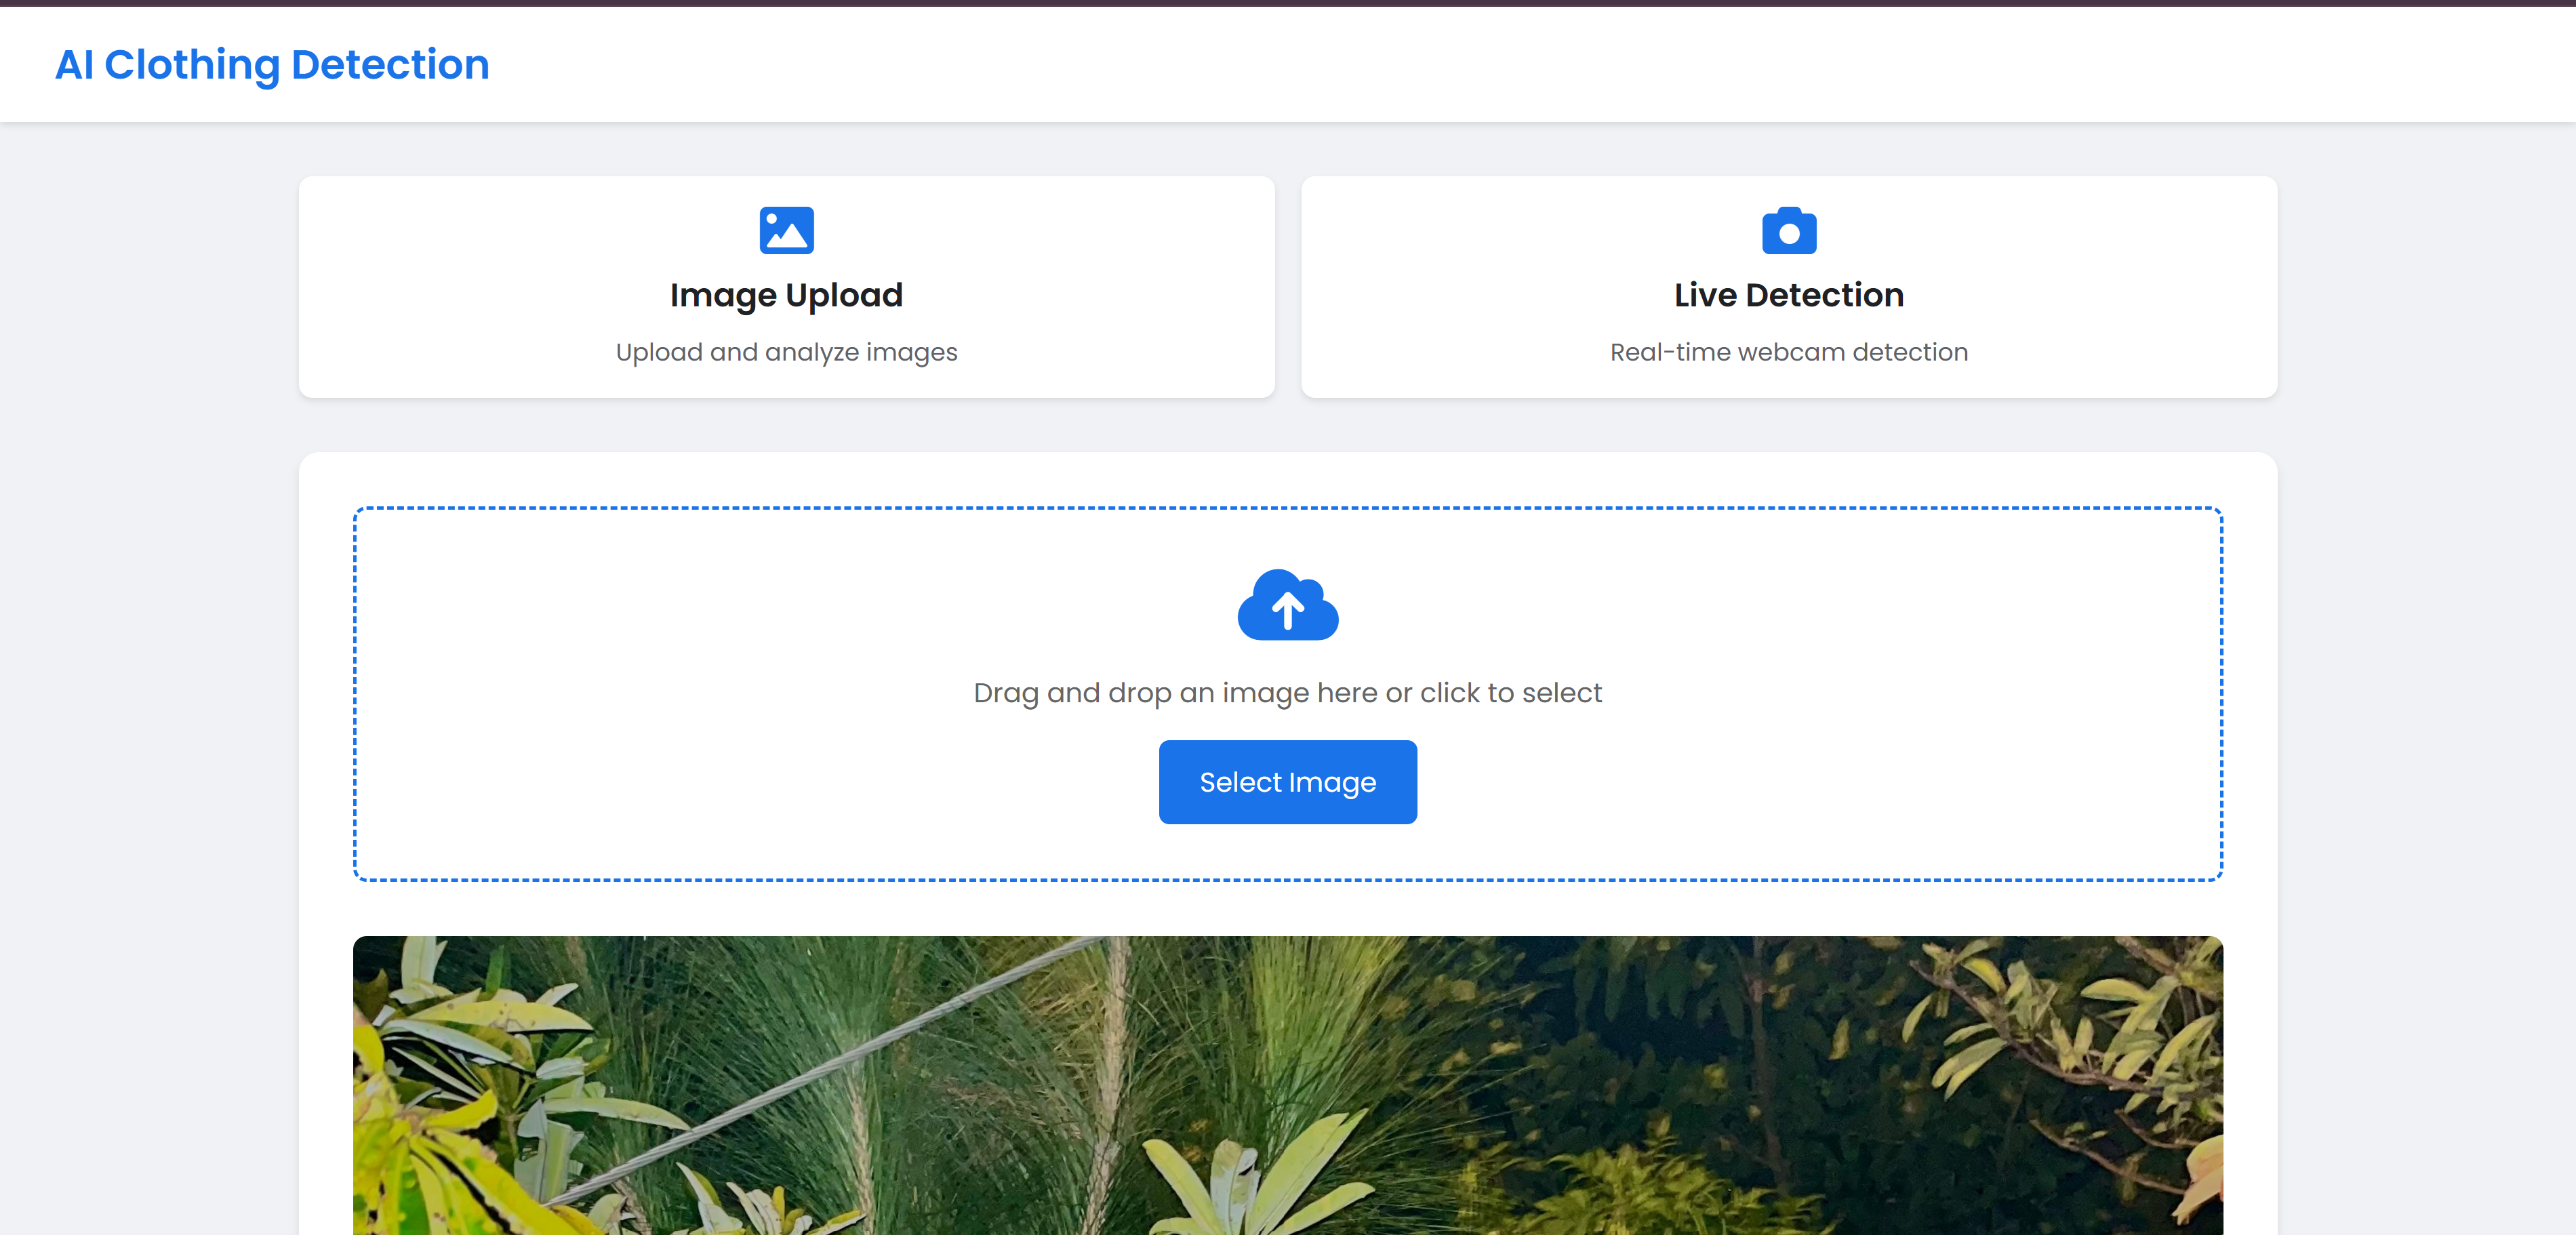 AI Clothing Detection
Image Upload
Upload and analyze images
Live Detection
Real-time webcam detection
Drag and drop an image here or click to select
Select Image